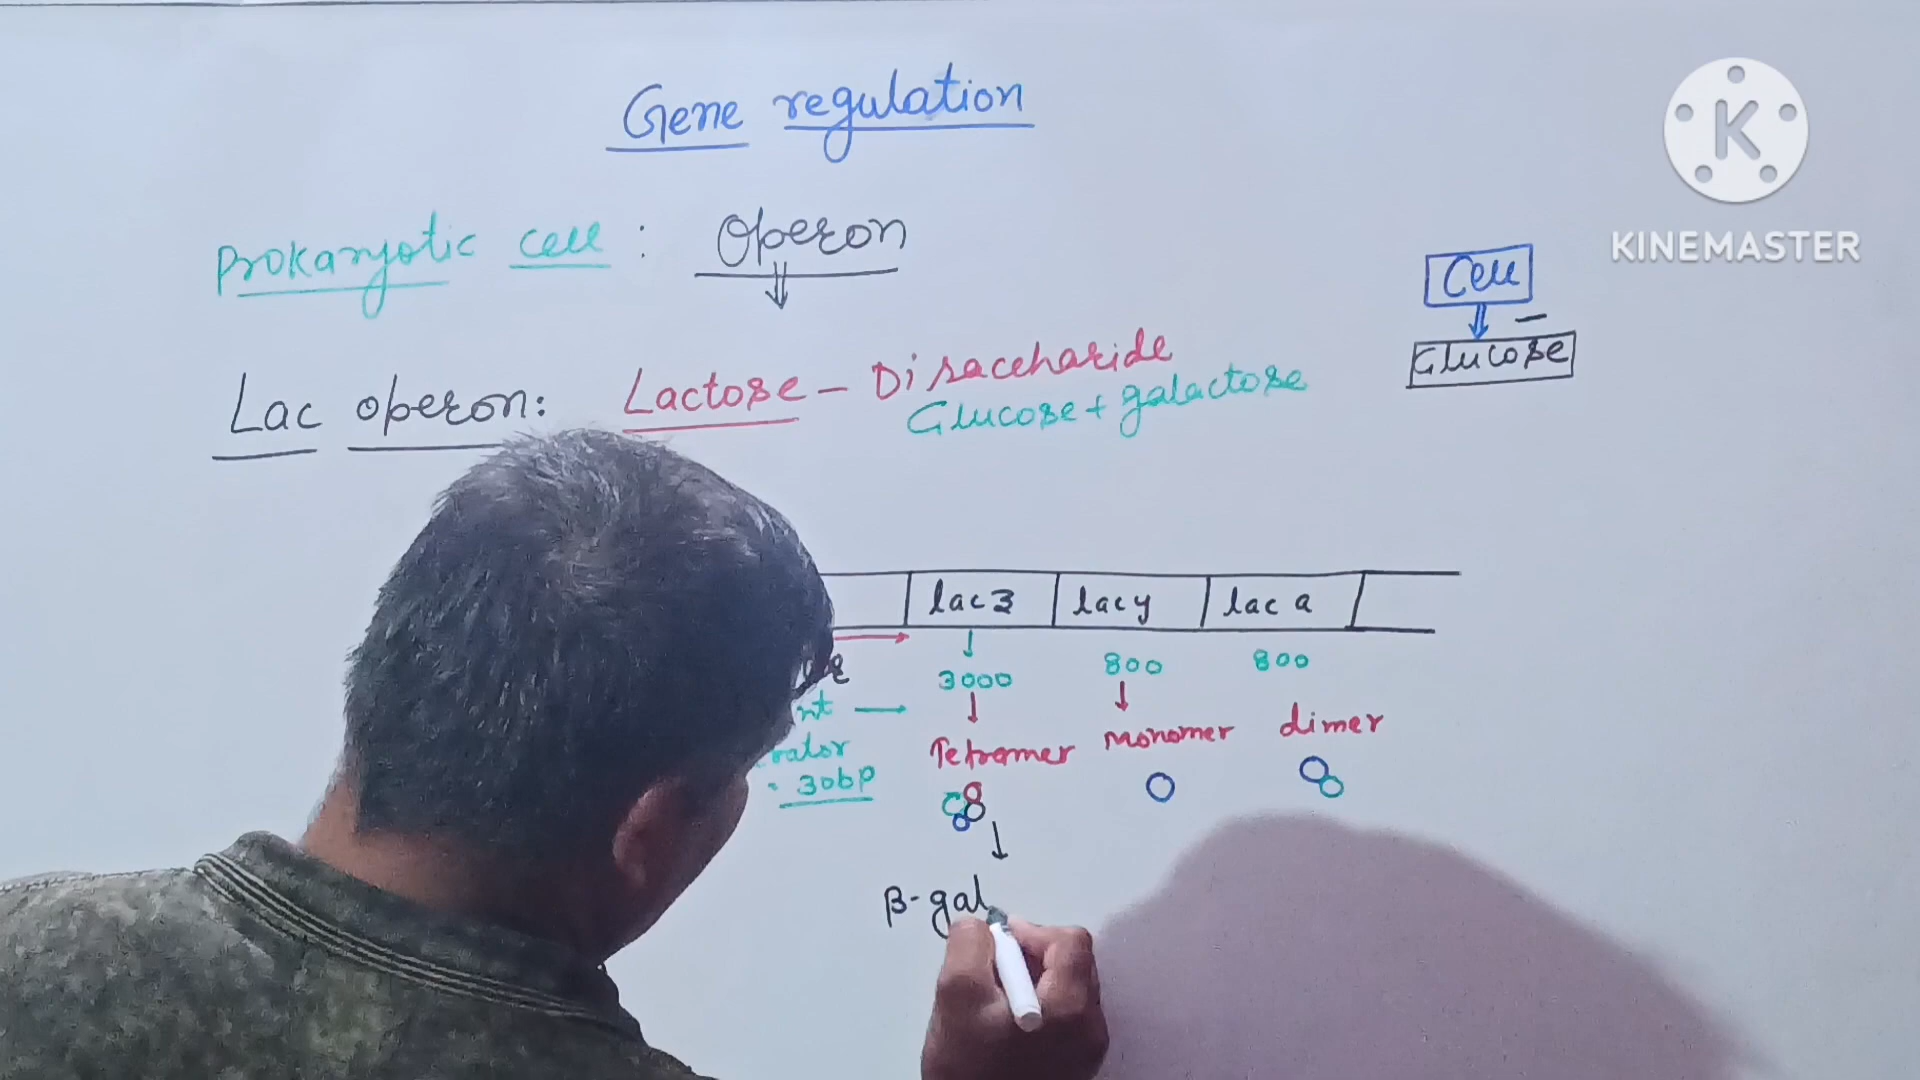 Gene regulation
K
KINEMASTER
Prokaryotic cell : Operon
Cell
Glucose
Lac operon: Lactose - Disaccharide
Glucose + galactose
lac z lac y lac a
3000 800 800
Tetramer Monomer dimer
30bp
β-gal